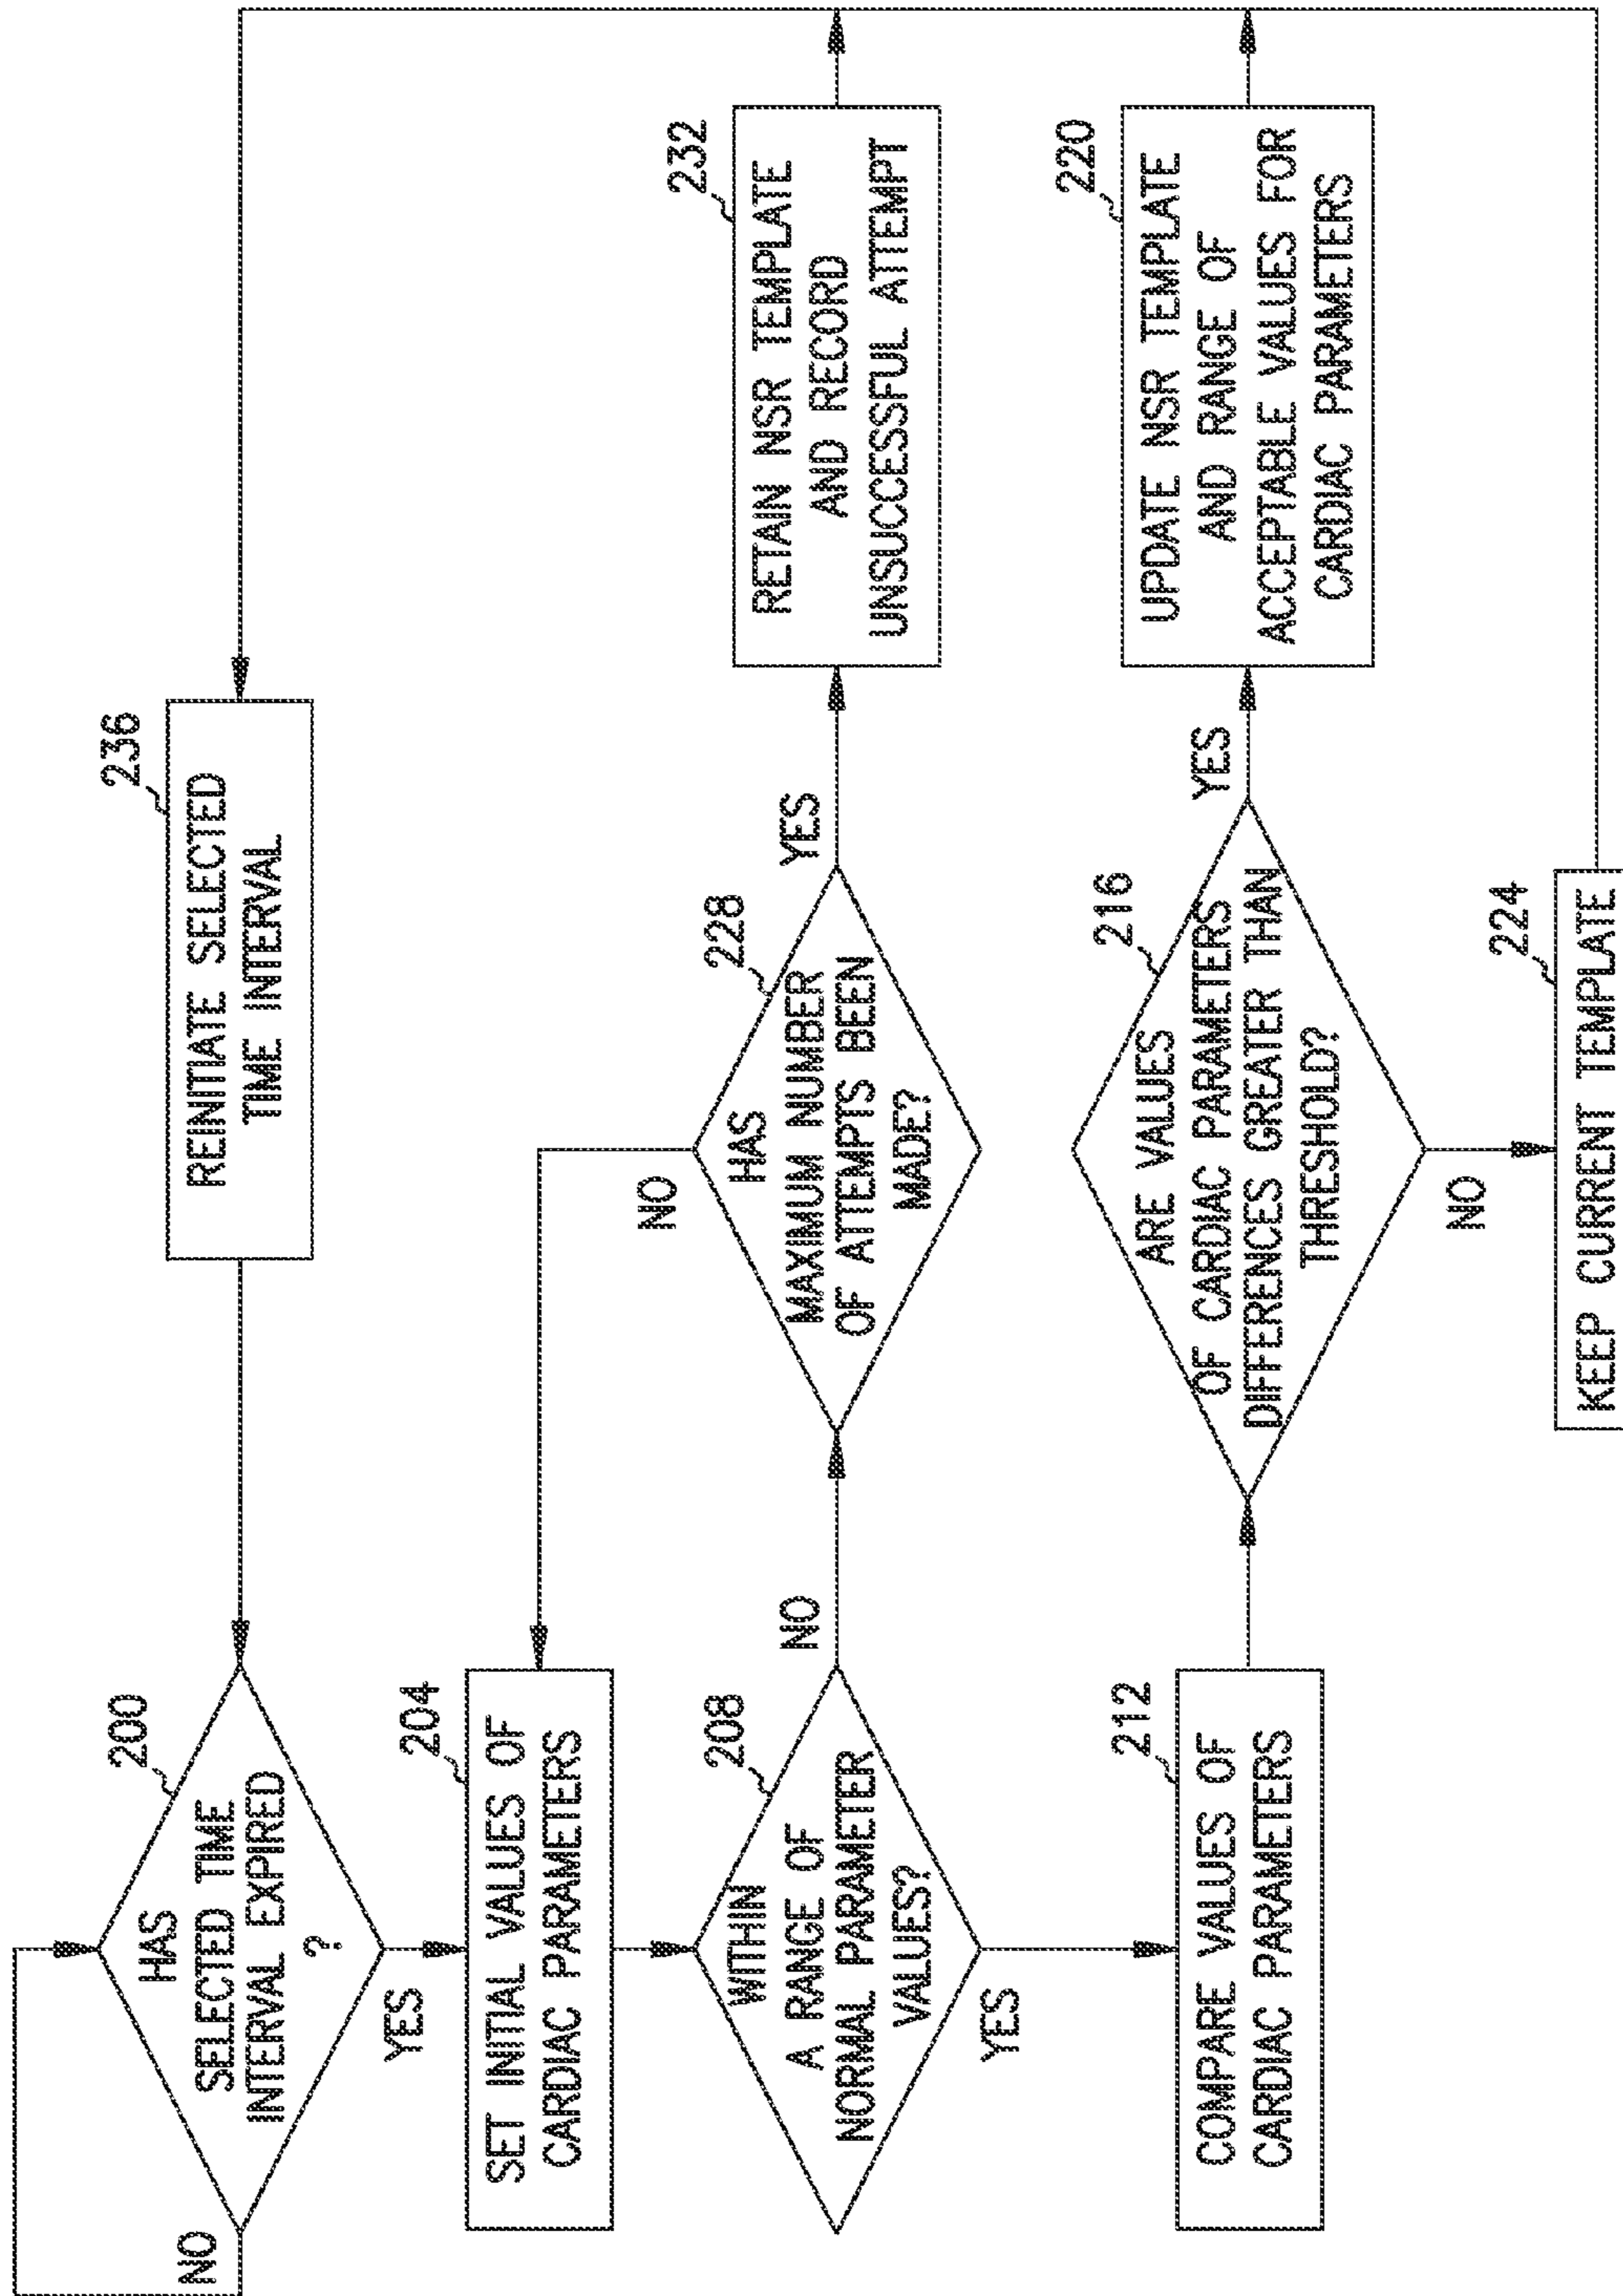 NO
200
HAS
SELECTED TIME
INTERVAL EXPIRED
?
YES
236
REINITIATE SELECTED
TIME INTERVAL
204
SET INITIAL VALUES OF
CARDIAC PARAMETERS
208
WITHIN
A RANGE OF
NORMAL PARAMETER
VALUES?
NO
YES
228
HAS
MAXIMUM NUMBER
OF ATTEMPTS BEEN
MADE?
NO
YES
232
RETAIN NSR TEMPLATE
AND RECORD
UNSUCCESSFUL ATTEMPT
212
COMPARE VALUES OF
CARDIAC PARAMETERS
216
ARE VALUES
OF CARDIAC PARAMETERS
DIFFERENCES GREATER THAN
THRESHOLD?
YES
NO
220
UPDATE NSR TEMPLATE
AND RANGE OF
ACCEPTABLE VALUES FOR
CARDIAC PARAMETERS
224
KEEP CURRENT TEMPLATE